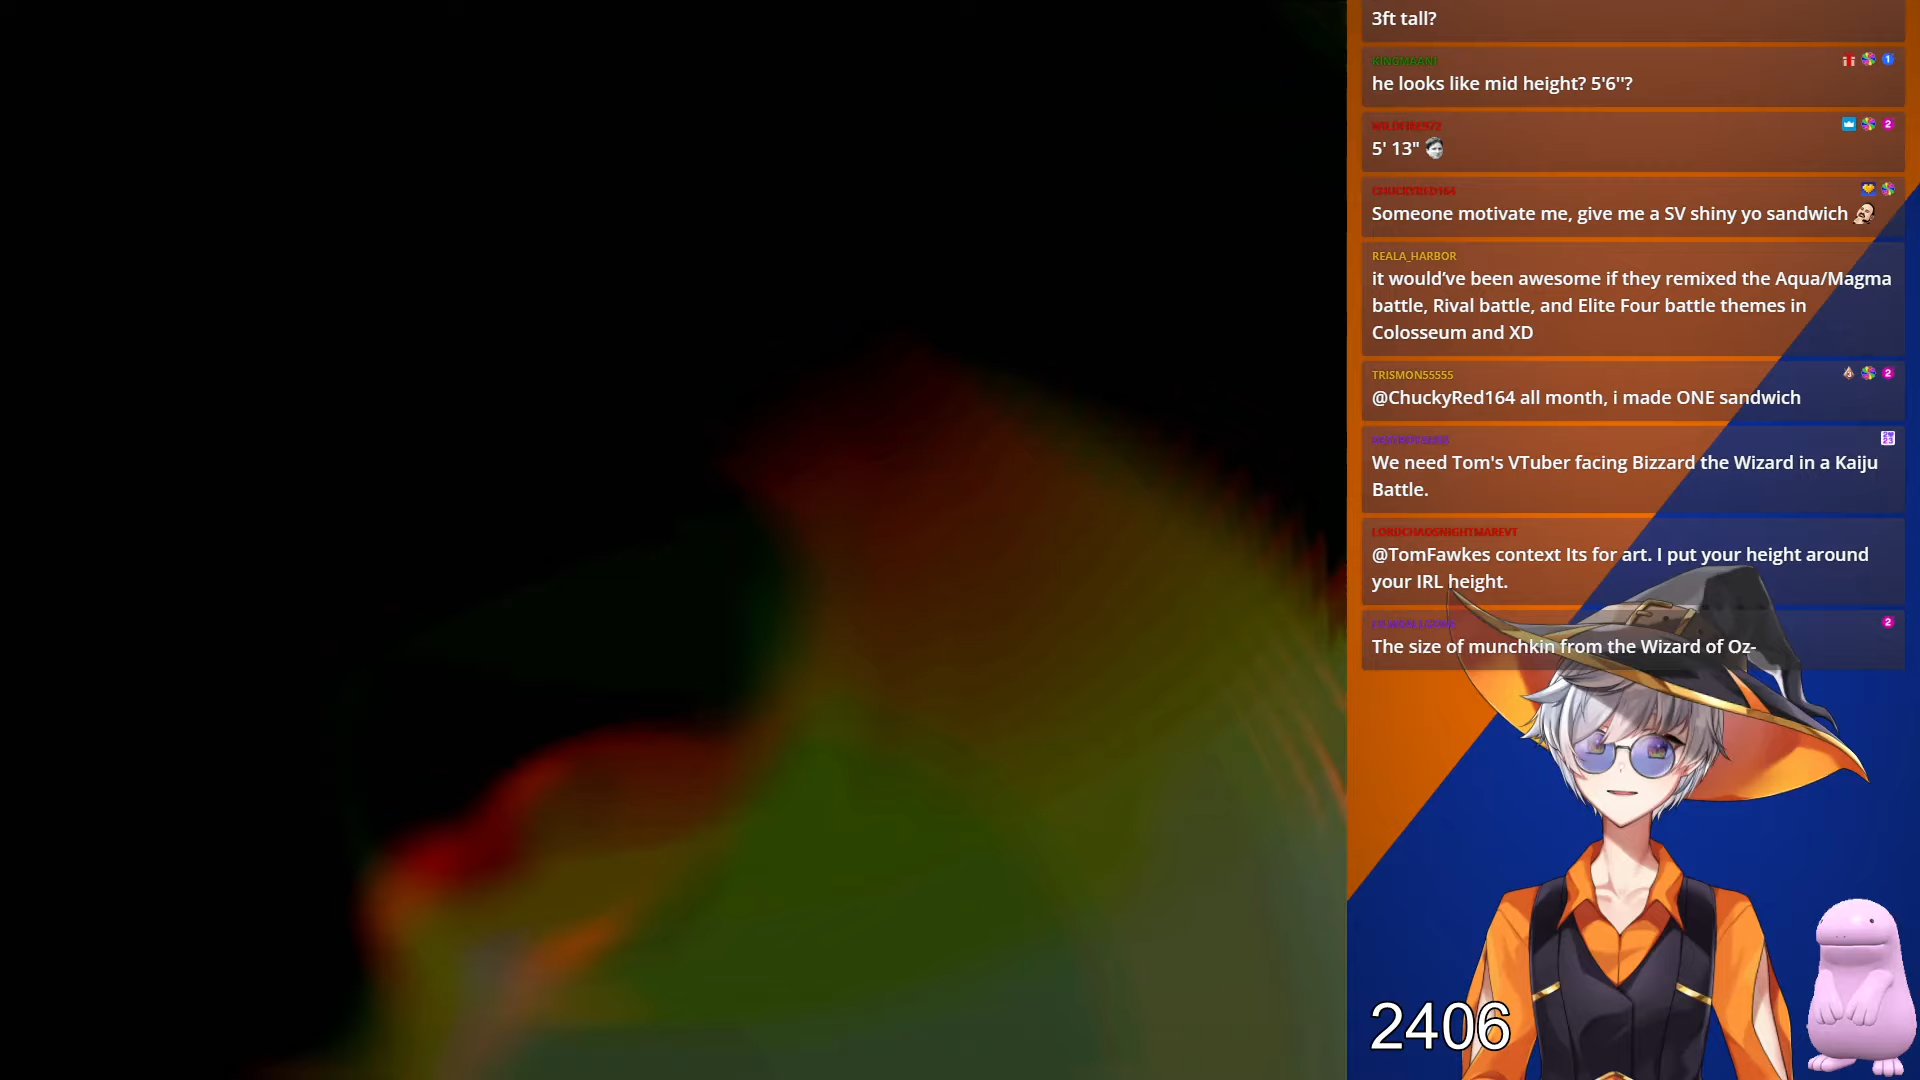 3ft tall?
KINGMAANI
he looks like mid height? 5'6''?
WILDFIRE972
5' 13"
CHUCKYRED164
Someone motivate me, give me a SV shiny yo sandwich
REALA_HARBOR
it would've been awesome if they remixed the Aqua/Magma
battle, Rival battle, and Elite Four battle themes in
Colosseum and XD
TRISMON55555
@ChuckyRed164 all month, i made ONE sandwich
We need Tom's VTuber facing Bizzard the Wizard in a Kaiju
Battle.
LORDCHAOSNIGHTMAREVT
@TomFawkes context Its for art. I put your height around
your IRL height.
The size of munchkin from the Wizard of Oz-
2406